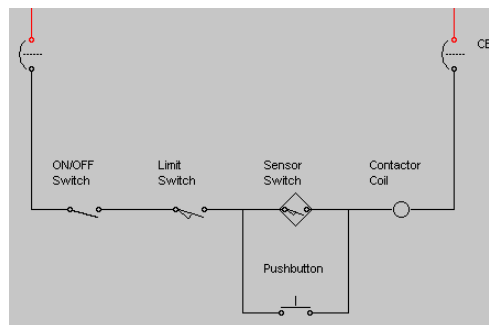 CB
ON/OFF Limit Sensor Contactor
Switch Switch Switch Coil
Pushbutton